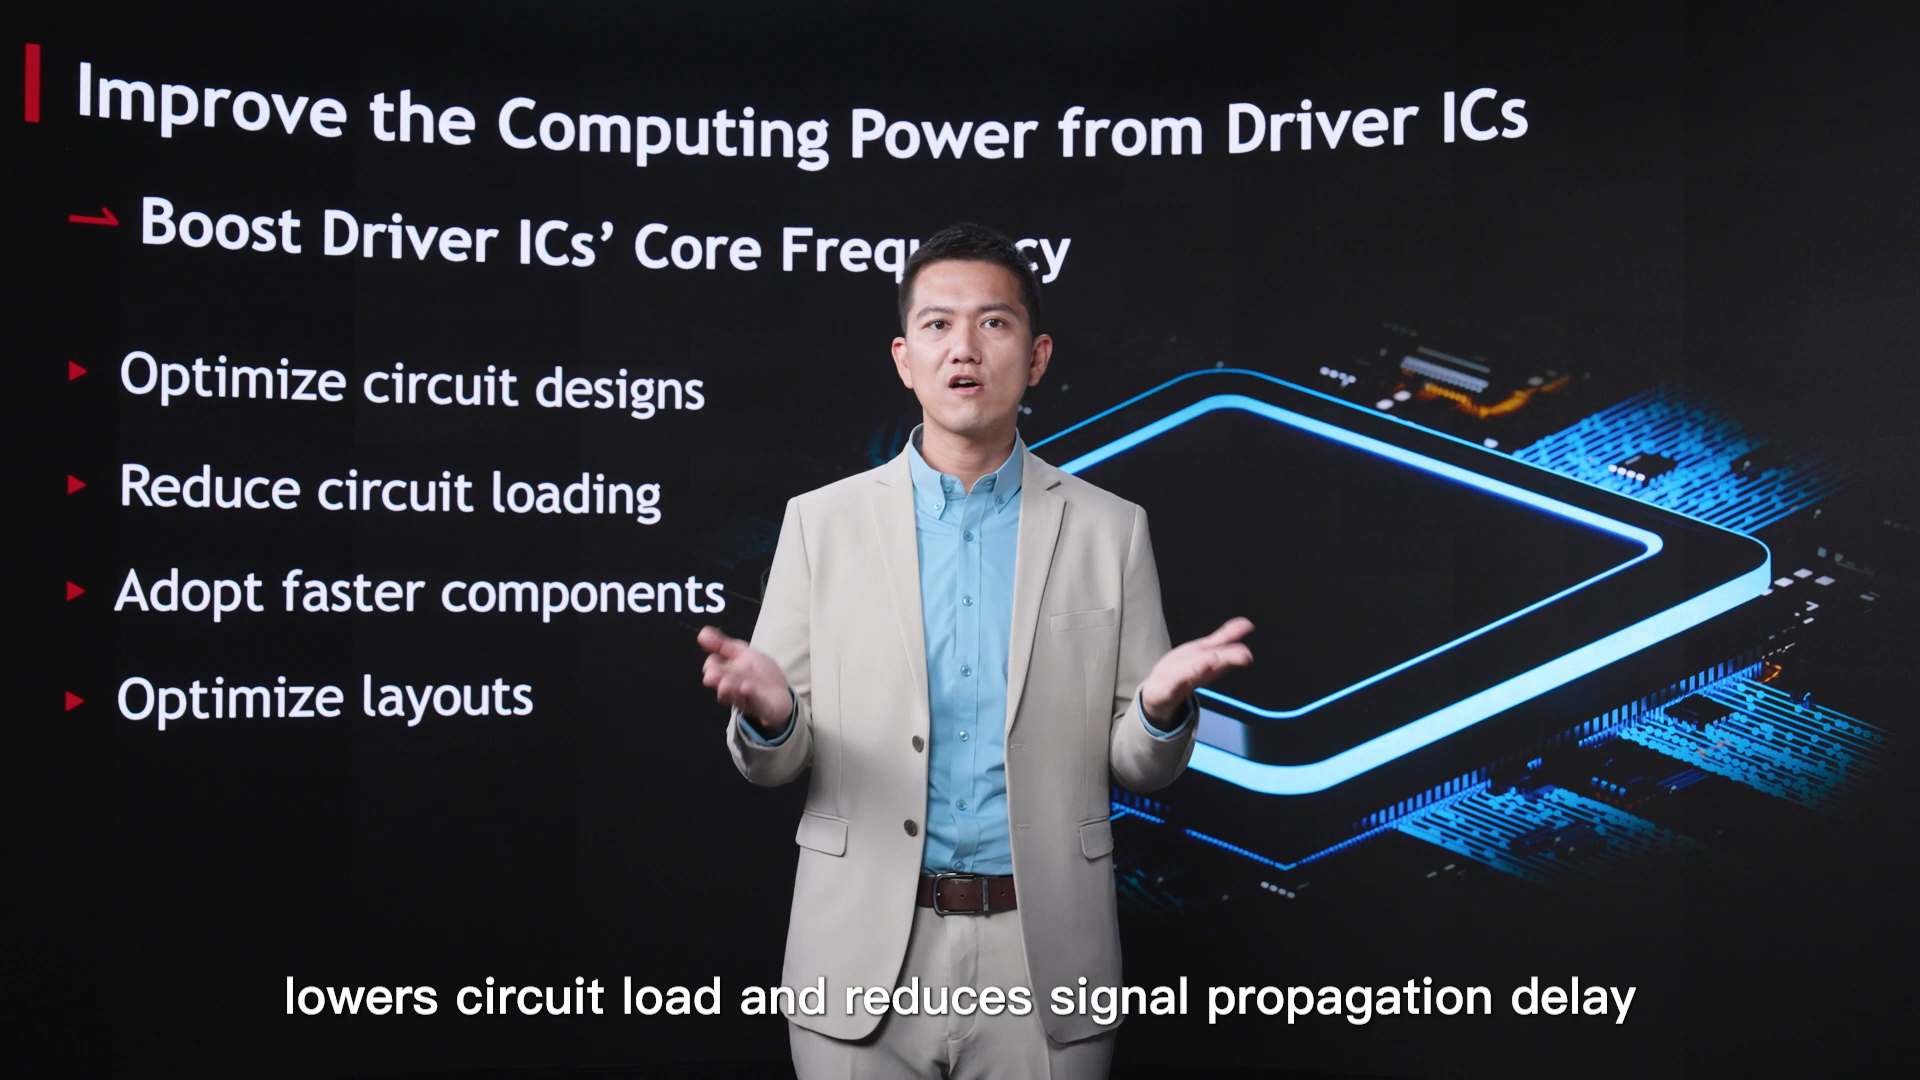 Improve the Computing Power from Driver ICs
Boost Driver ICs’ Core
Optimize circuit designs
Reduce circuit loading
Adopt faster components
Optimize layouts
lowers circuit load and reduces signal propagation delay